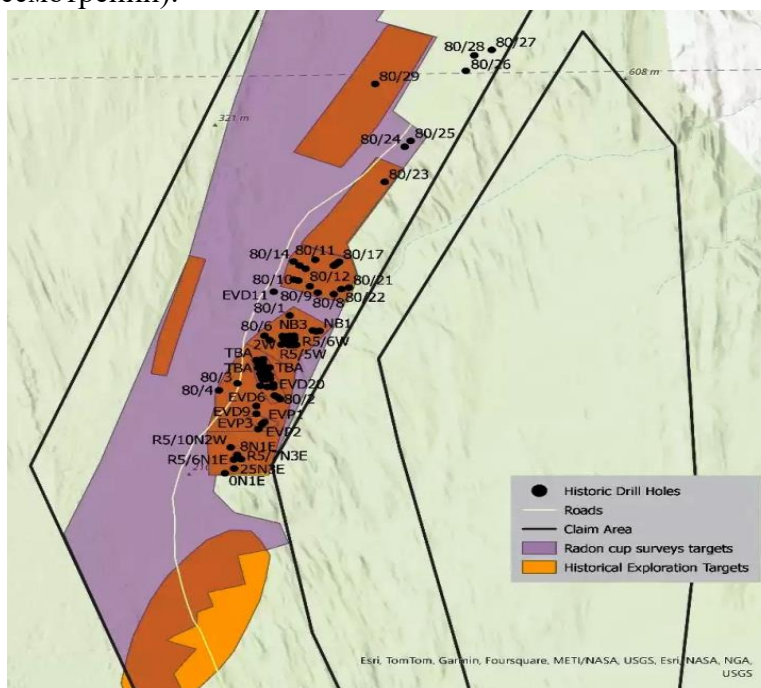 ссмотрении).
80/27
80/28
80/26
608 m
80/29
321 m
80/25
80/24
80/23
80/11
80/17
80/14
80/10
80/12
80/21
EVD11
80/9
80/8
80/22
80/1
NB3
NB1
80/6
2W
R5/6W
R5/5W
TBA
TBA
TBA
80/3
EVD20
80/4
EVD6
80/2
EVD9
EVP1
EVP3
EVP2
R5/10N2W
8N1E
R5/6N1E
R5/7N3E
25N3E
0N1E
Historic Drill Holes
Roads
Claim Area
Radon cup surveys targets
Historical Exploration Targets
Esri, TomTom, Garmin, Foursquare, METI/NASA, USGS, Esri, NASA, NGA,
USGS